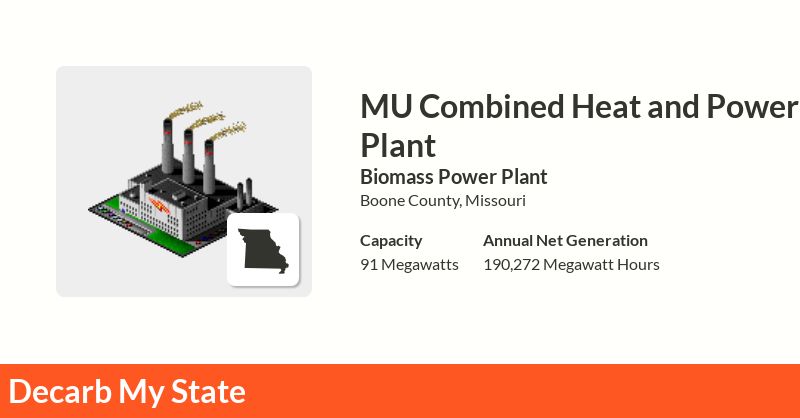 MU Combined Heat and Power
Plant
Biomass Power Plant
Boone County, Missouri
Capacity
Annual Net Generation
91 Megawatts
190,272 Megawatt Hours
Decarb My State